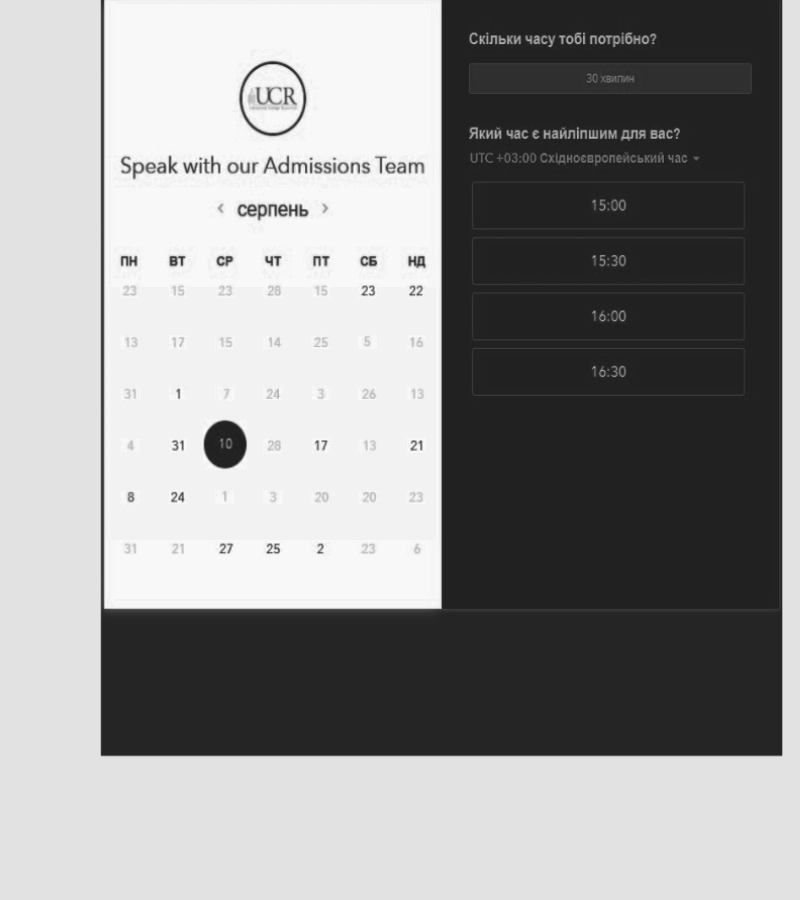 UCR
Speak with our Admissions Team
серпень
ПН ВТ СР ЧТ ПТ СБ НД
23 15 23 28 15 23 22
13 17 15 14 25 5 16
31 1 7 24 3 26 13
4 31 10 28 17 13 21
8 24 1 3 20 20 23
31 21 27 25 2 23 6
Скільки часу тобі потрібно?
30 хвилин
Який час є найліпшим для вас?
UTC +03:00 Східноєвропейський час
15:00
15:30
16:00
16:30